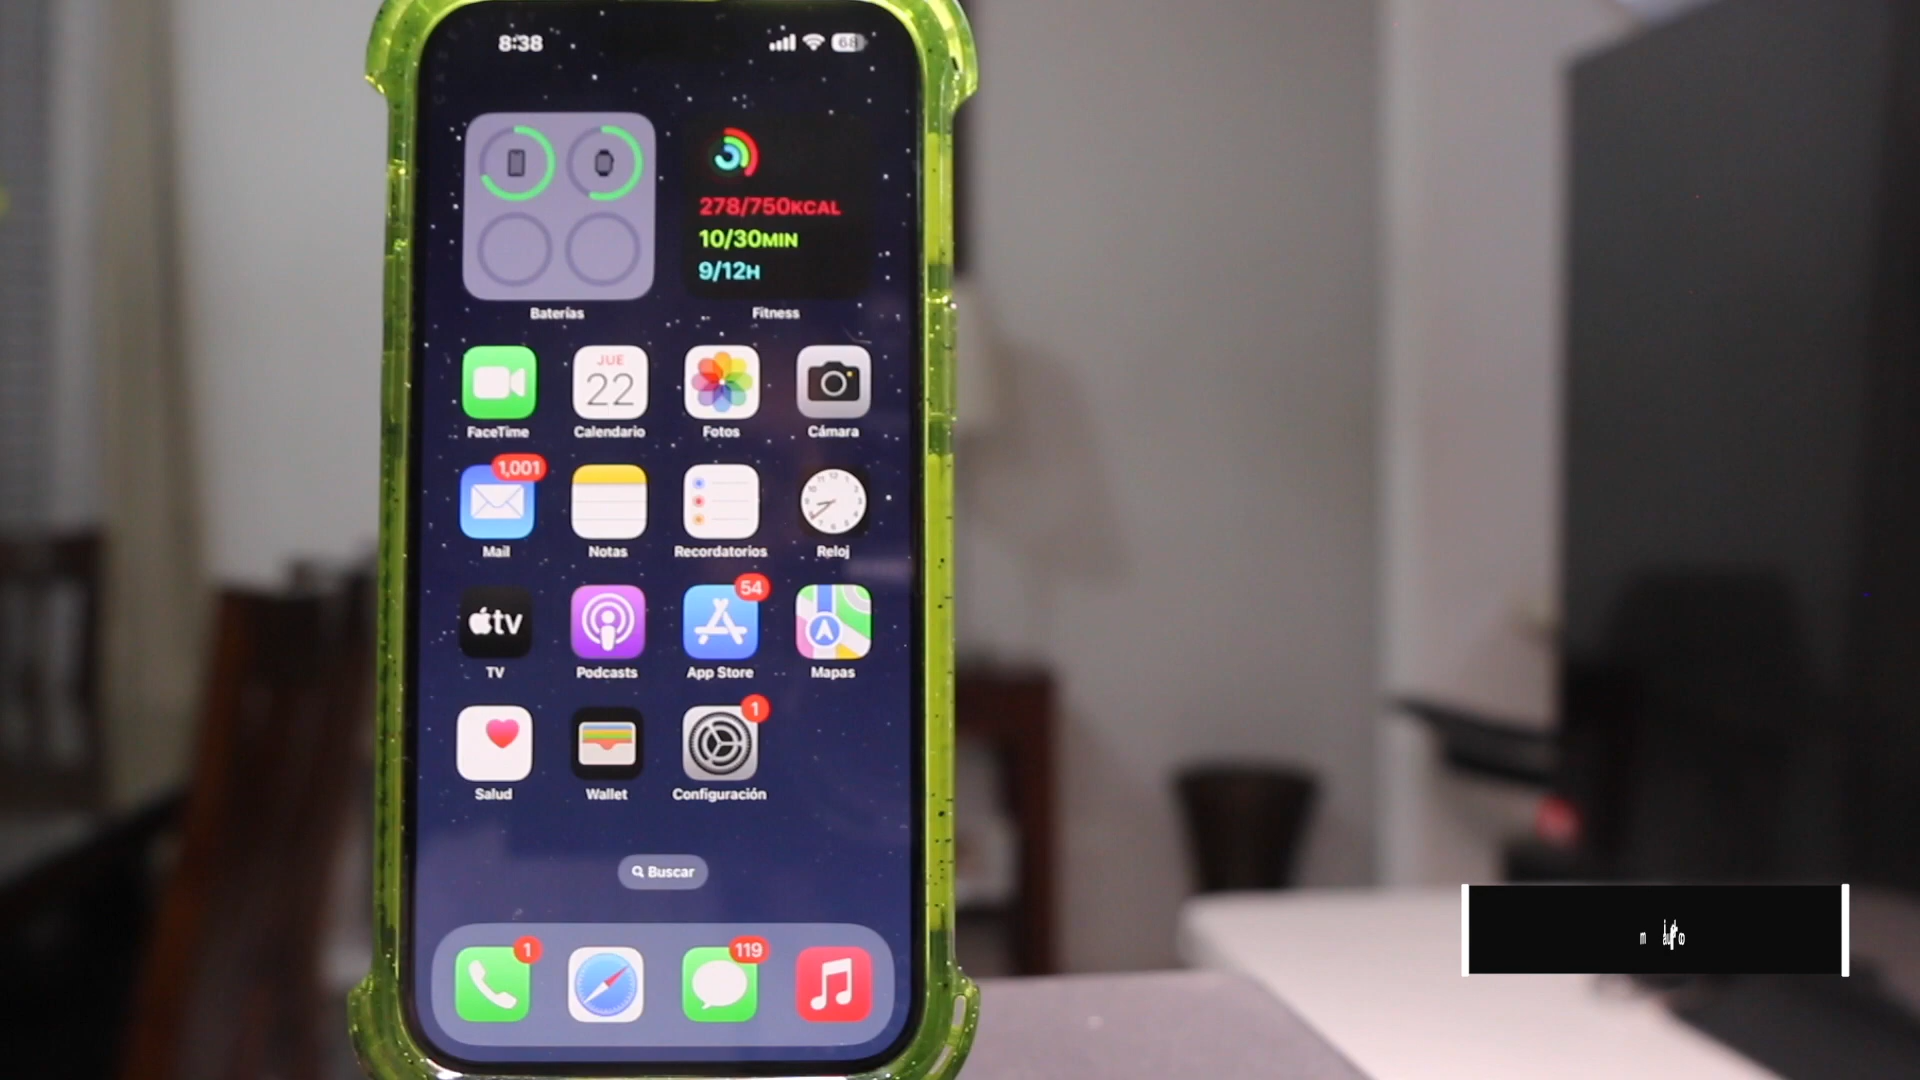 8:38
68
278/750KCAL
10/30MIN
9/12H
Baterías
Fitness
JUE
22
FaceTime
Calendario
Fotos
Cámara
1,001
Mail
Notas
Recordatorios
Reloj
tv
54
TV
Podcasts
App Store
Mapas
1
Salud
Wallet
Configuración
Buscar
1
119